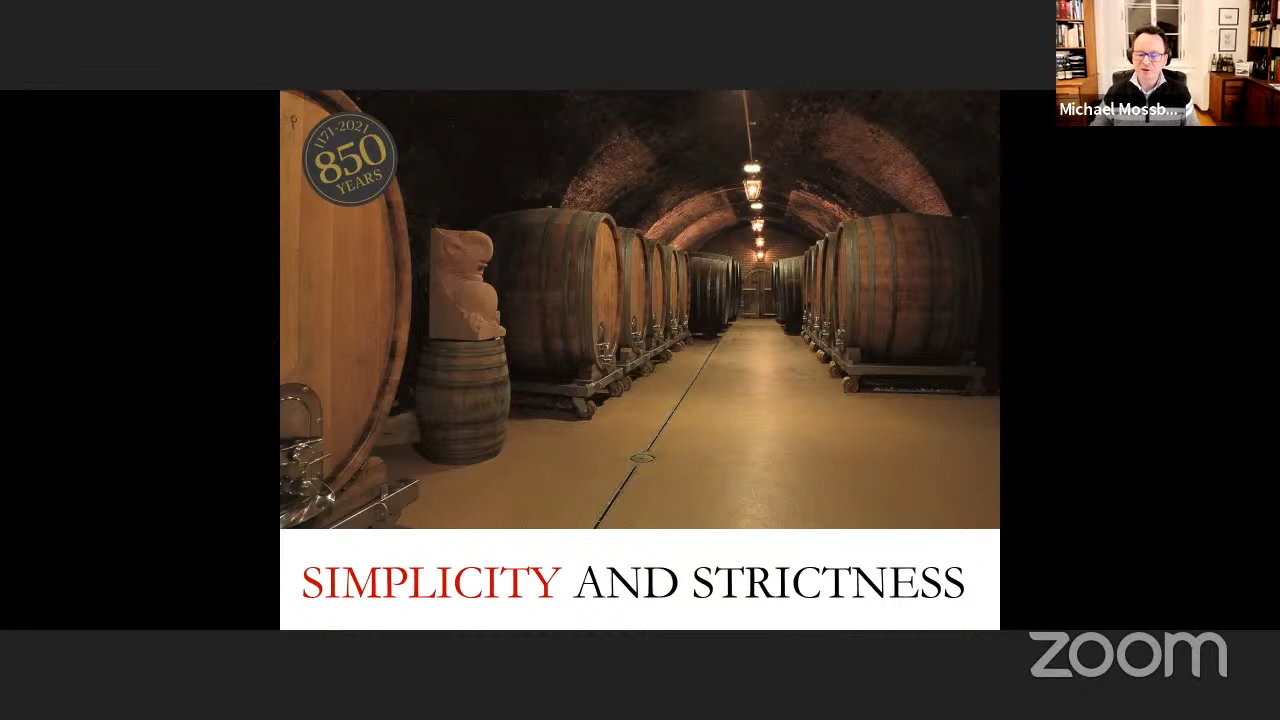 Michael Mossb...
1171-2021
850
YEARS
SIMPLICITY AND STRICTNESS
zoom